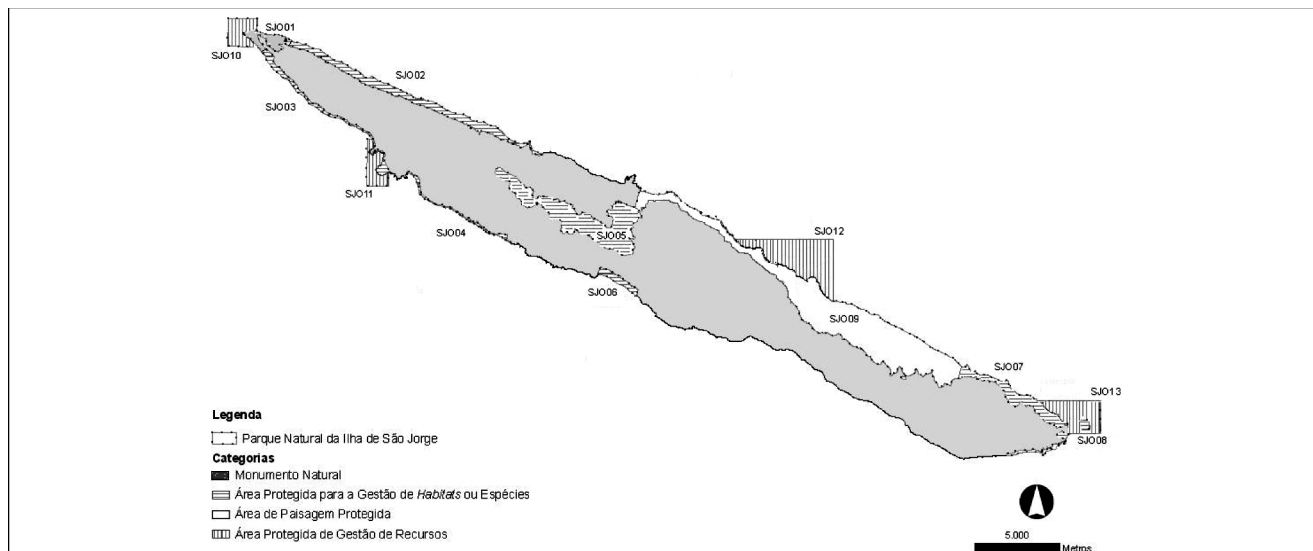 SJO01
SJO10
SJO02
SJO03
SJO11
SJO04
SJO05
SJO12
SJO06
SJO09
SJO07
SJO13
SJO08
Legenda
Parque Natural da Ilha de São Jorge
Categorias
Monumento Natural
Área Protegida para a Gestão de Habitats ou Espécies
Área de Paisagem Protegida
Área Protegida de Gestão de Recursos
5.000
Metros